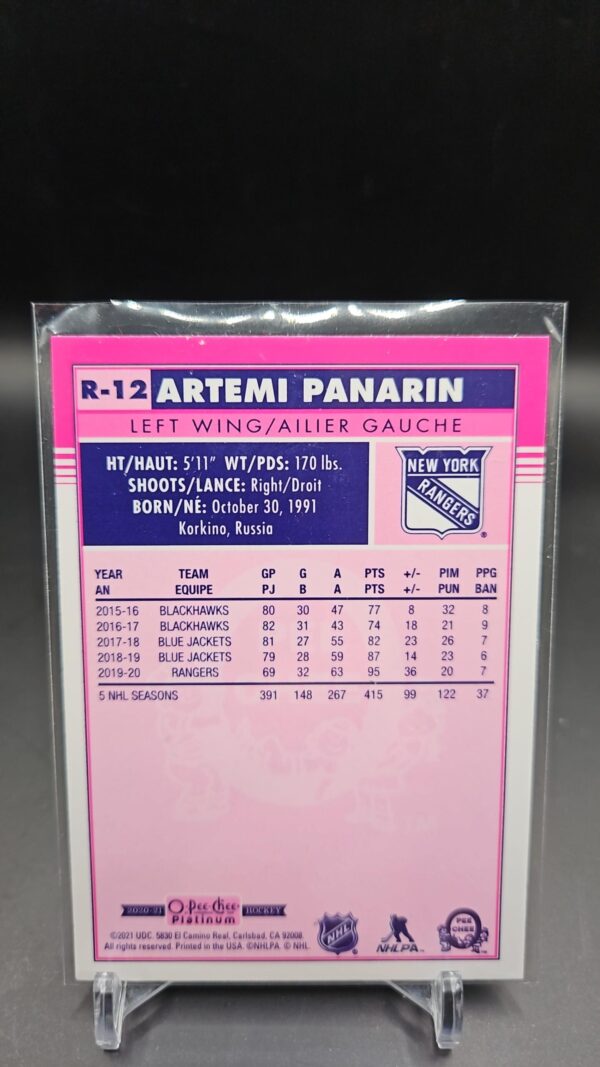 R-12 ARTEMI PANARIN
LEFT WING/AILIER GAUCHE
HT/HAUT: 5'11" WT/PDS: 170 lbs.
SHOOTS/LANCE: Right/Droit
BORN/NÉ: October 30, 1991
Korkino, Russia
NEW YORK
RANGERS
YEAR TEAM GP G A PTS +/- PIM PPG
AN EQUIPE PJ B A PTS +/- PUN BAN
2015-16 BLACKHAWKS 80 30 47 77 8 32 8
2016-17 BLACKHAWKS 82 31 43 74 18 21 9
2017-18 BLUE JACKETS 81 27 55 82 23 26 7
2018-19 BLUE JACKETS 79 28 59 87 14 23 6
2019-20 RANGERS 69 32 63 95 36 20 7
5 NHL SEASONS 391 148 267 415 99 122 37
2020-21 O-Pee-Chee HOCKEY
Platinum
©2021 UDC. 5830 El Camino Real, Carlsbad, CA 92008.
All rights reserved. Printed in the USA. ©NHLPA © NHL.
NHL
NHLPA
O PEE CHEE